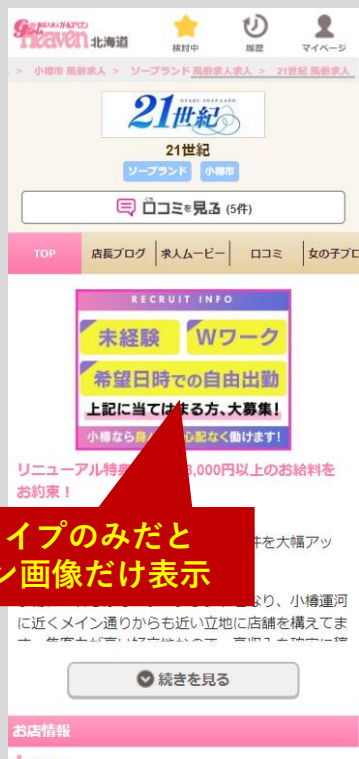 Girls Heaven 北海道
検討中 履歴 マイページ
> 小樽市 風俗求人 > ソープランド 風俗求人求人 > 21世紀 風俗求人
21世紀
21世紀
ソープランド 小樽市
口コミを見る (5件)
TOP 店長ブログ 求人ムービー 口コミ 女の子ブロ
RECRUIT INFO
未経験 Wワーク
希望日時での自由出勤
上記に当てはまる方、大募集!
小樽なら 心配なく働けます!
リニューアル特典 3,000円以上のお給料を
お約束!
イプのみだと
件を大幅アッ
ン画像だけ表示
なり、小樽運河
に近くメイン通りからも近い立地に店舗を構えてま
続きを見る
お店情報